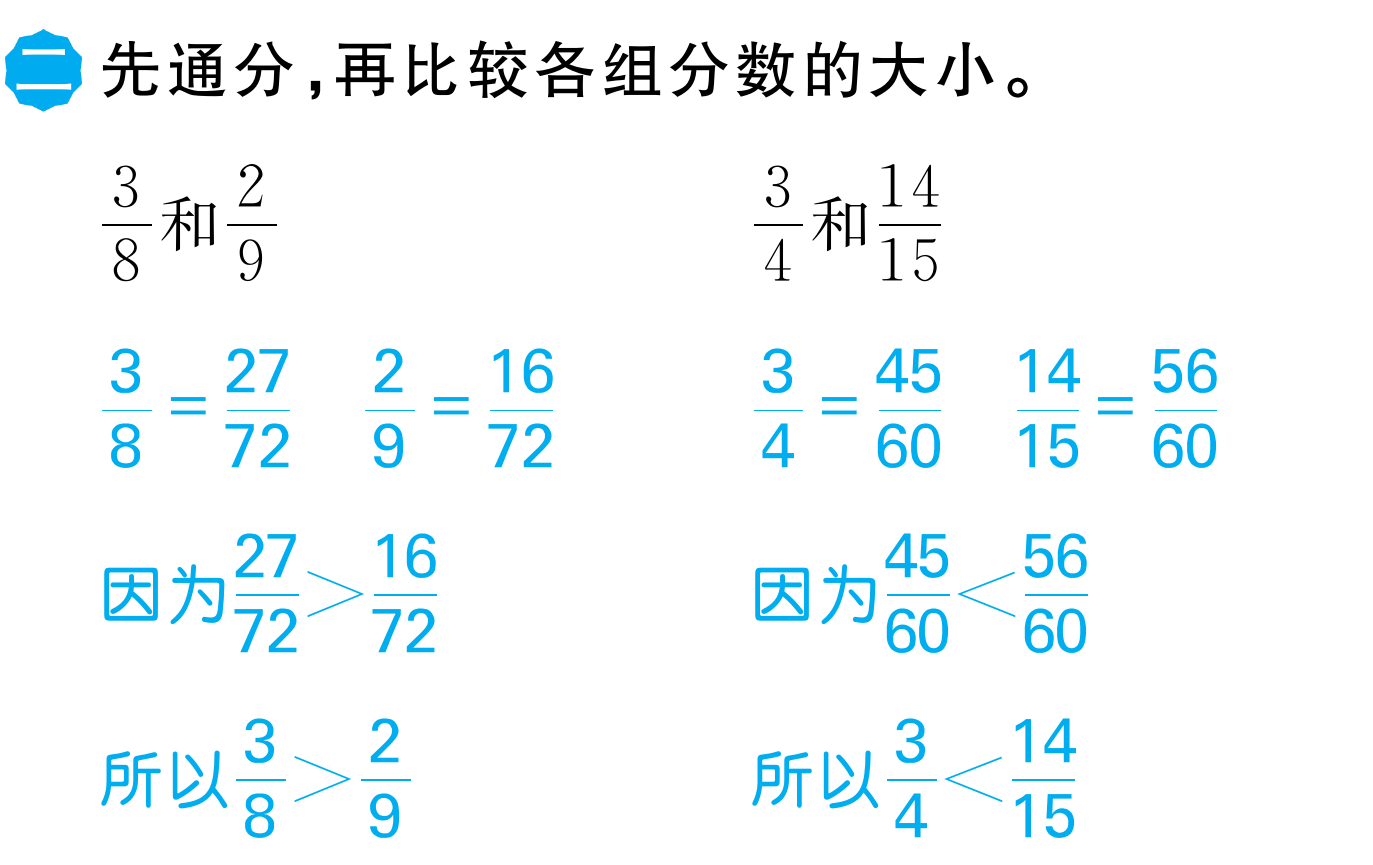 二 先通分,再比较各组分数的大小。
3/8和2/9
3/4和14/15
3/8=27/72 2/9=16/72
3/4=45/60 14/15=56/60
因为27/72>16/72
因为45/60<56/60
所以3/8>2/9
所以3/4<14/15